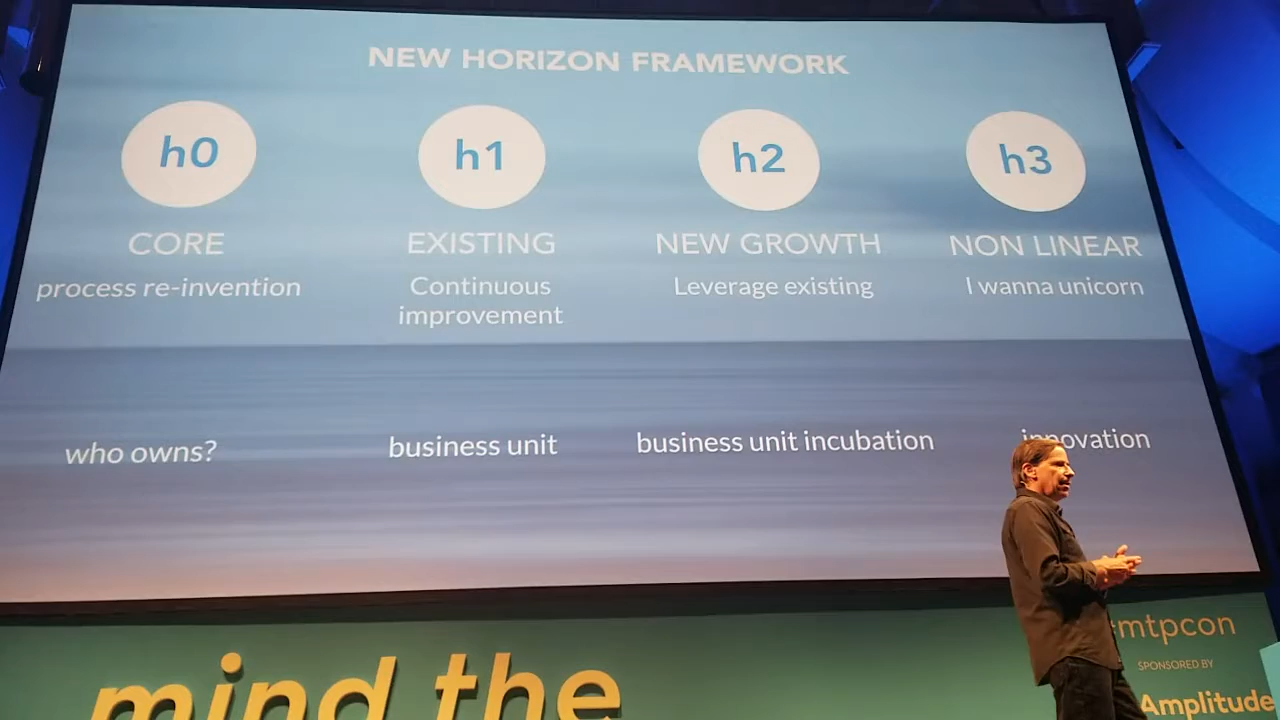 NEW HORIZON FRAMEWORK
h0 h1 h2 h3
CORE EXISTING NEW GROWTH NON LINEAR
process re-invention Continuous Leverage existing I wanna unicorn
improvement
who owns? business unit business unit incubation innovation
mind the
mtpcon
SPONSORED BY
Amplitude